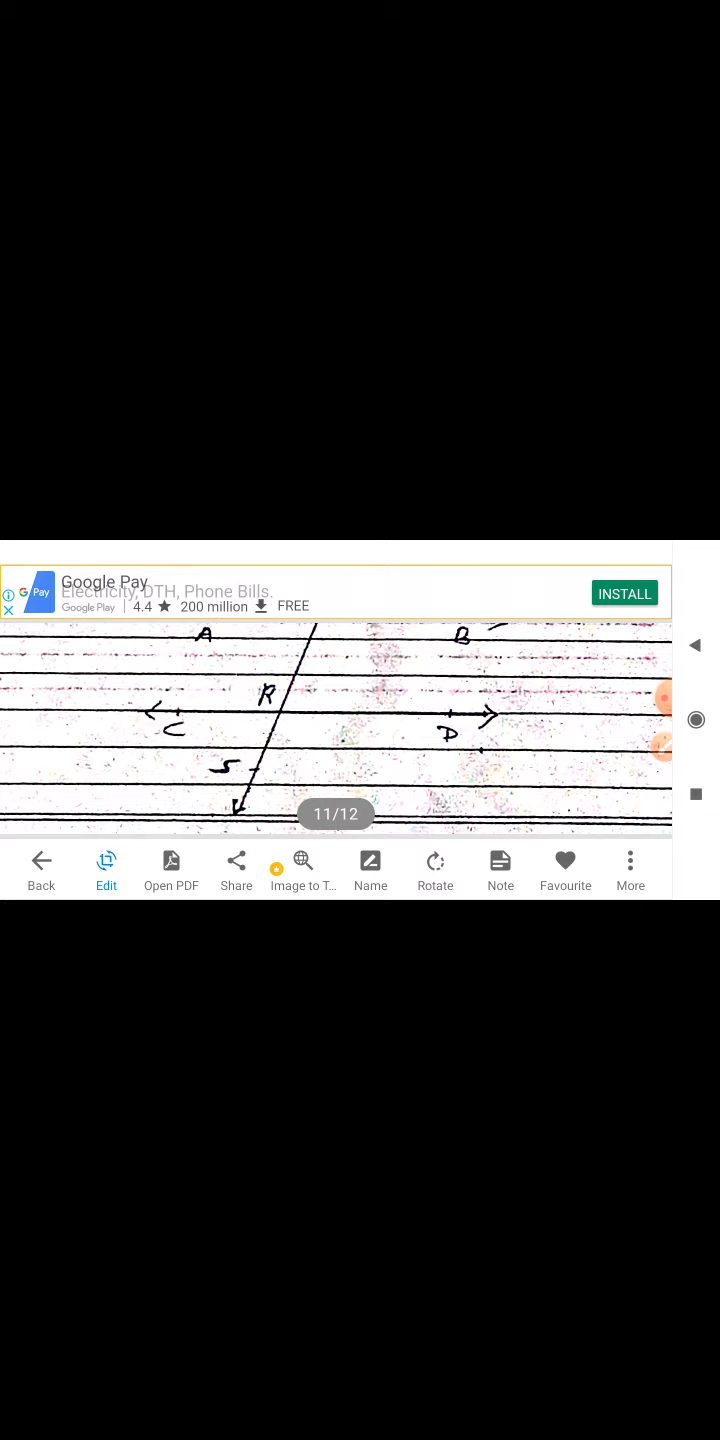 Google Pay
Electricity, DTH, Phone Bills.
G Pay
Google Play 4.4 ★ 200 million FREE
INSTALL
A B
R
C D
S
11/12
Back Edit Open PDF Share Image to T... Name Rotate Note Favourite More